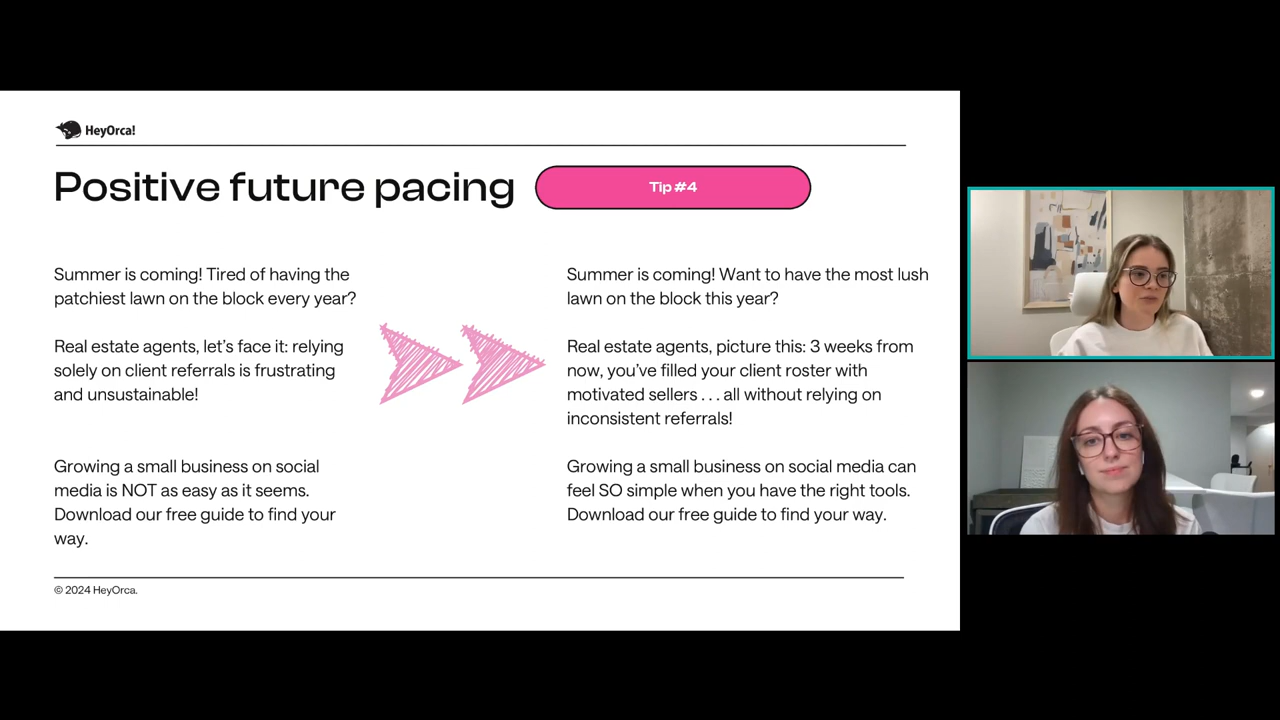 HeyOrca!
Positive future pacing
Tip #4
Summer is coming! Tired of having the
patchiest lawn on the block every year?
Real estate agents, let's face it: relying
solely on client referrals is frustrating
and unsustainable!
Growing a small business on social
media is NOT as easy as it seems.
Download our free guide to find your
way.
Summer is coming! Want to have the most lush
lawn on the block this year?
Real estate agents, picture this: 3 weeks from
now, you've filled your client roster with
motivated sellers . . . all without relying on
inconsistent referrals!
Growing a small business on social media can
feel SO simple when you have the right tools.
Download our free guide to find your way.
© 2024 HeyOrca.